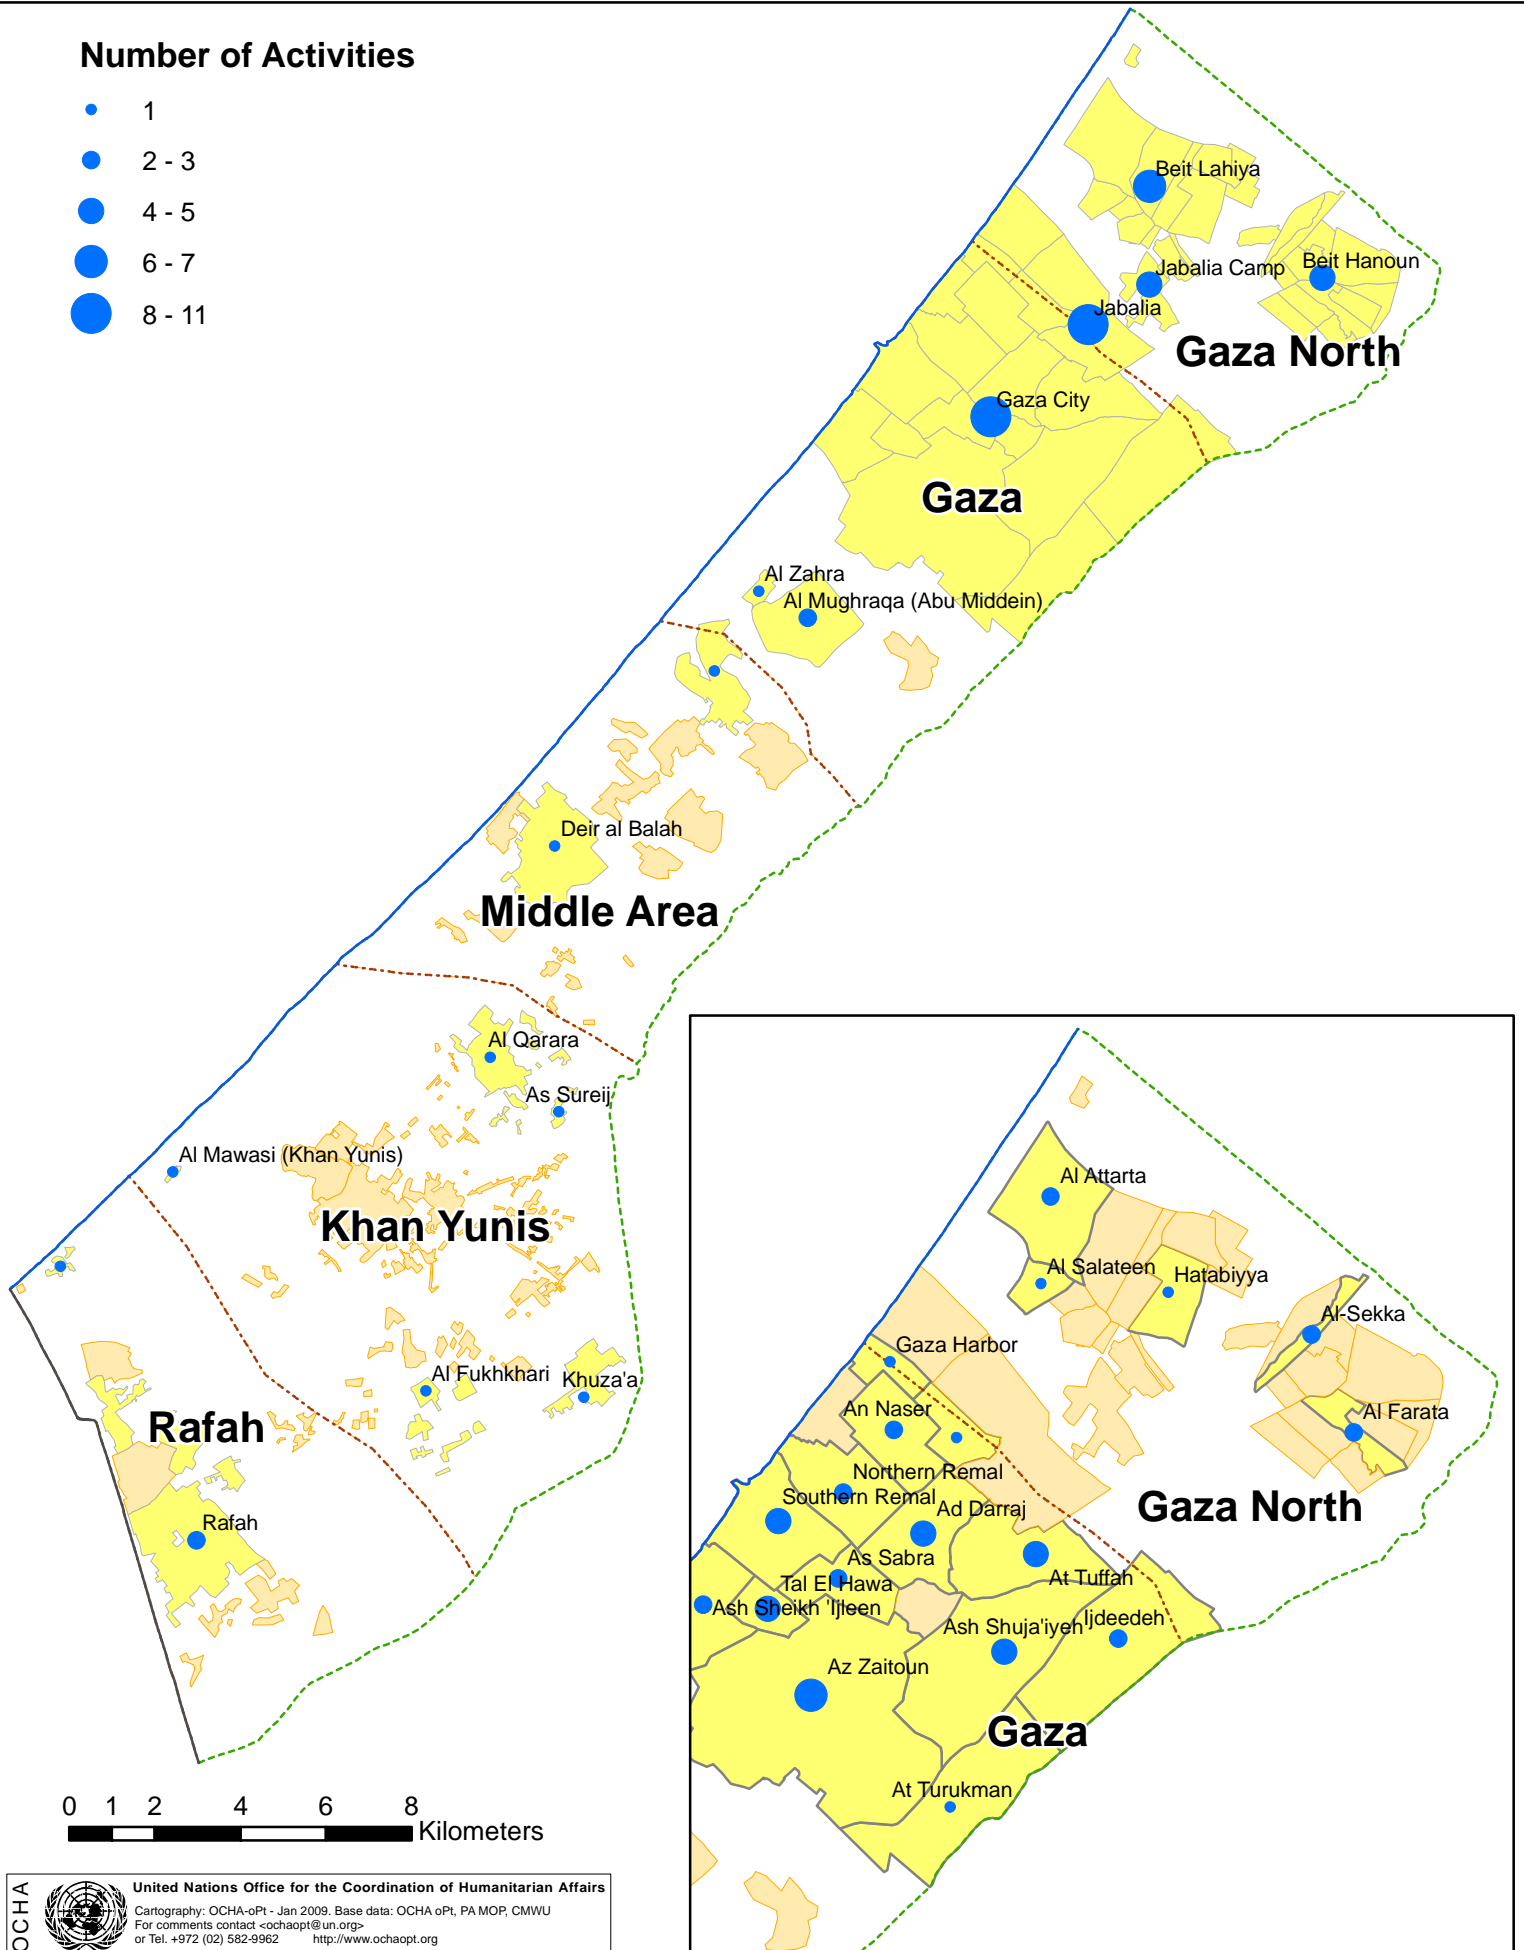 Number of Activities
1
2 - 3
4 - 5
6 - 7
8 - 11
Beit Lahiya
Jabalia Camp
Beit Hanoun
Jabalia
Gaza North
Gaza City
Gaza
Al Zahra
Al Mughraqa (Abu Middein)
Deir al Balah
Middle Area
Al Qarara
As Sureij
Al Mawasi (Khan Yunis)
Khan Yunis
Al Fukhkhari
Khuza'a
Rafah
Rafah
Al Attarta
Al Salateen
Hatabiyya
Al-Sekka
Gaza Harbor
An Naser
Al Farata
Northern Remal
Southern Remal
Ad Darraj
Gaza North
As Sabra
At Tuffah
Tal El Hawa
Ash Sheikh 'Ijleen
Ash Shuja'iyeh
Ijdeedeh
Az Zaitoun
Gaza
At Turukman
0 1 2 4 6 8
Kilometers
OCHA
United Nations Office for the Coordination of Humanitarian Affairs
Cartography: OCHA-oPt - Jan 2009. Base data: OCHA oPt, PA MOP, CMWU
For comments contact <ochaopt@un.org>
or Tel. +972 (02) 582-9962 http://www.ochaopt.org